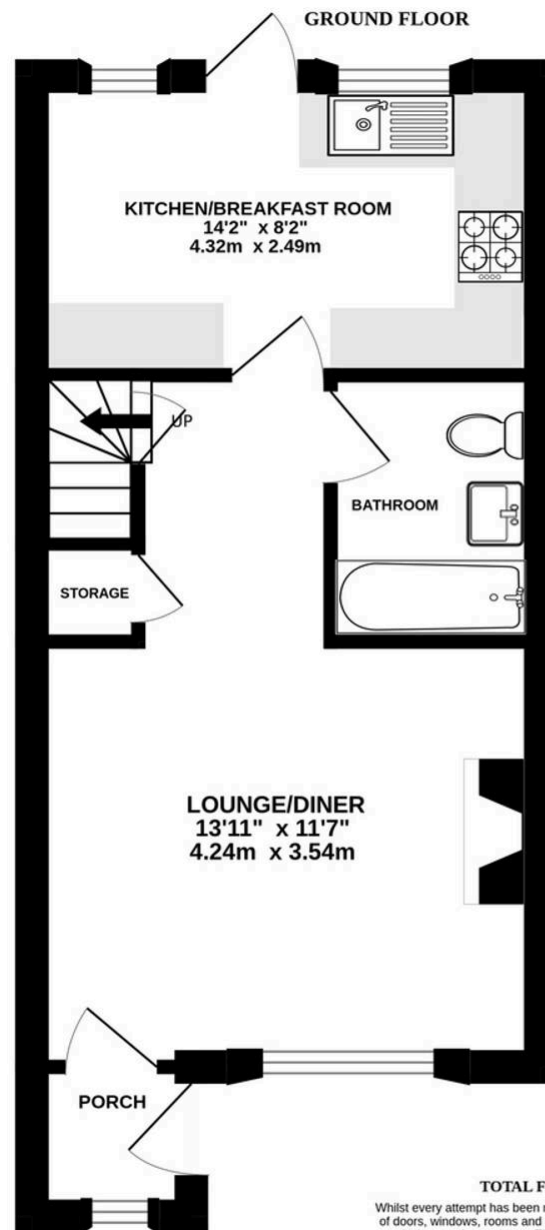 GROUND FLOOR
KITCHEN/BREAKFAST ROOM
14'2" x 8'2"
4.32m x 2.49m
UP
BATHROOM
STORAGE
LOUNGE/DINER
13'11" x 11'7"
4.24m x 3.54m
PORCH
TOTAL F
Whilst every attempt has been
of doors, windows, rooms and